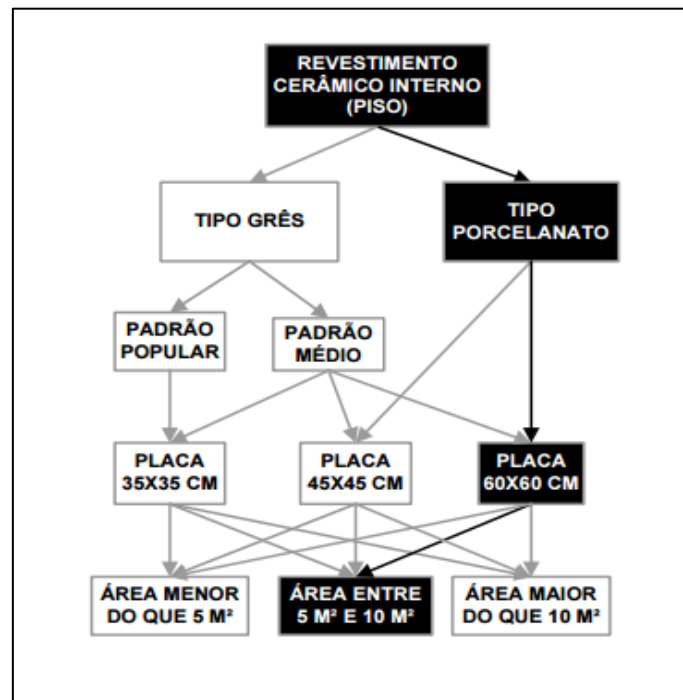 REVESTIMENTO
CERÂMICO INTERNO
(PISO)
TIPO GRÊS
TIPO
PORCELANATO
PADRÃO
POPULAR
PADRÃO
MÉDIO
PLACA
35X35 CM
PLACA
45X45 CM
PLACA
60X60 CM
ÁREA MENOR
DO QUE 5 M²
ÁREA ENTRE
5 M² E 10 M²
ÁREA MAIOR
DO QUE 10 M²